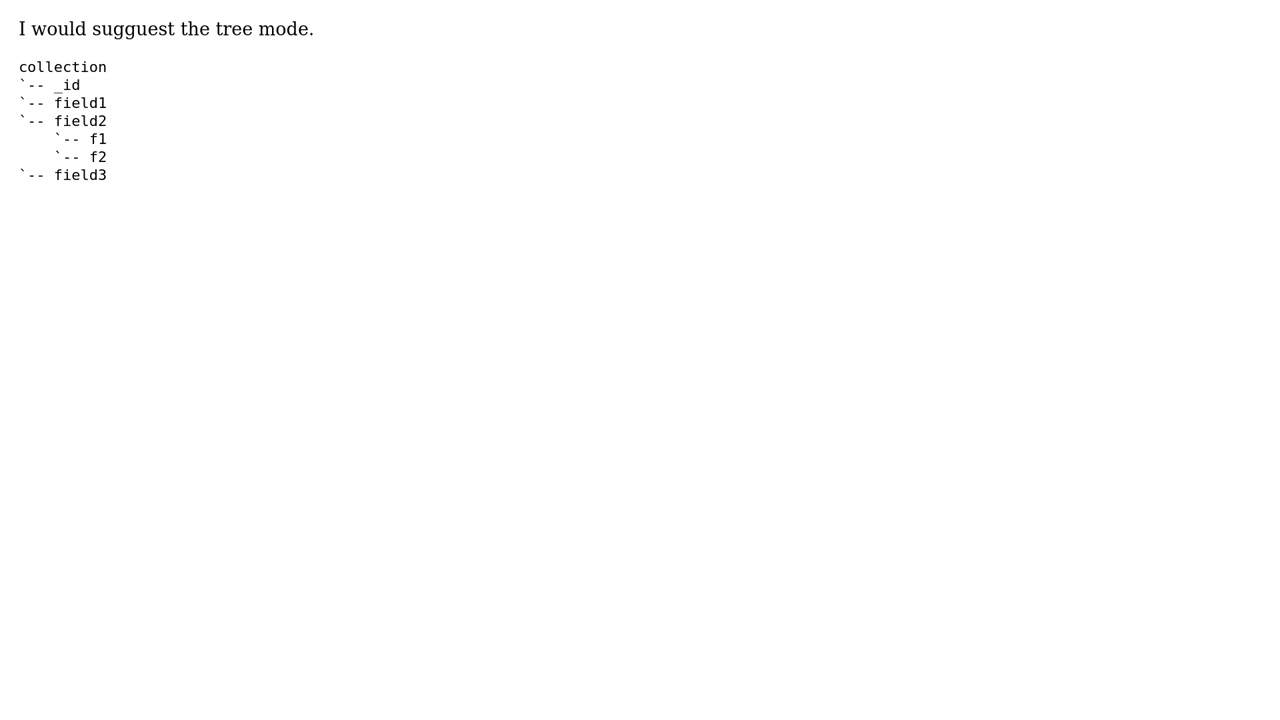 I would sugguest the tree mode.
collection
`-- _id
`-- field1
`-- field2
    `-- f1
    `-- f2
`-- field3